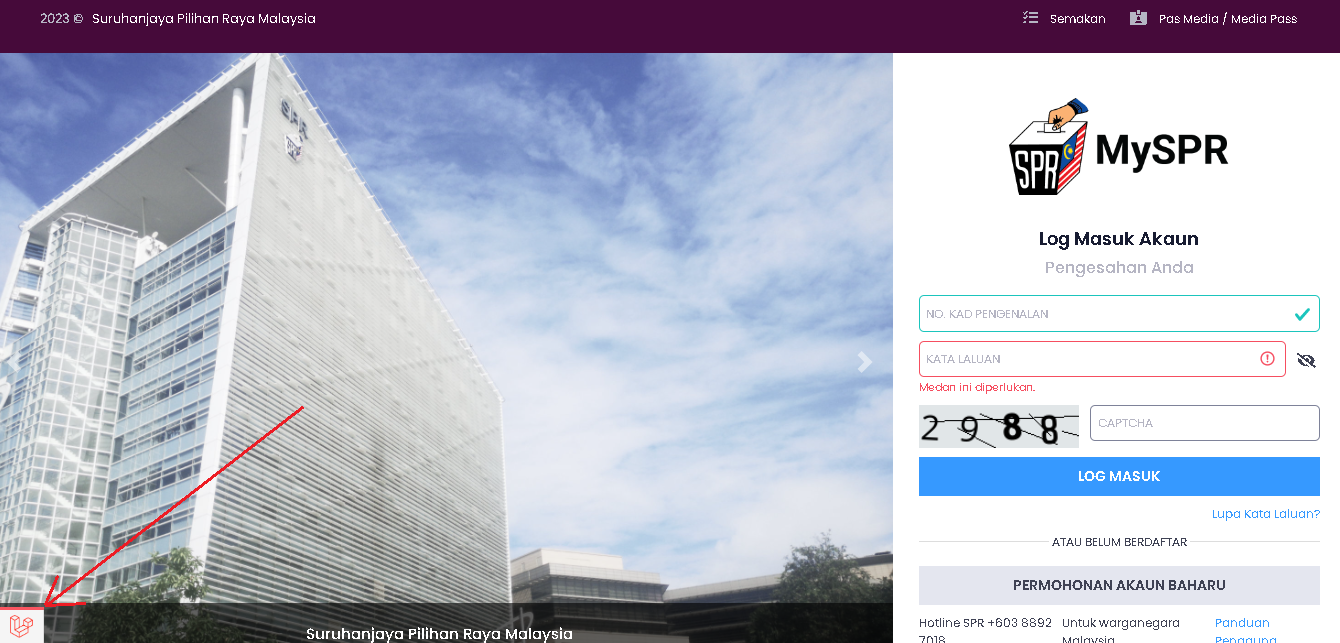 2023 © Suruhanjaya Pilihan Raya Malaysia
Semakan
Pas Media / Media Pass
SPR
SPR
MySPR
Log Masuk Akaun
Pengesahan Anda
NO. KAD PENGENALAN
KATA LALUAN
Medan ini diperlukan.
2988
CAPTCHA
LOG MASUK
Lupa Kata Laluan?
ATAU BELUM BERDAFTAR
PERMOHONAN AKAUN BAHARU
Hotline SPR +603 8892
7018
Untuk warganegara
Malaysia
Panduan
Pengguna
Suruhanjaya Pilihan Raya Malaysia